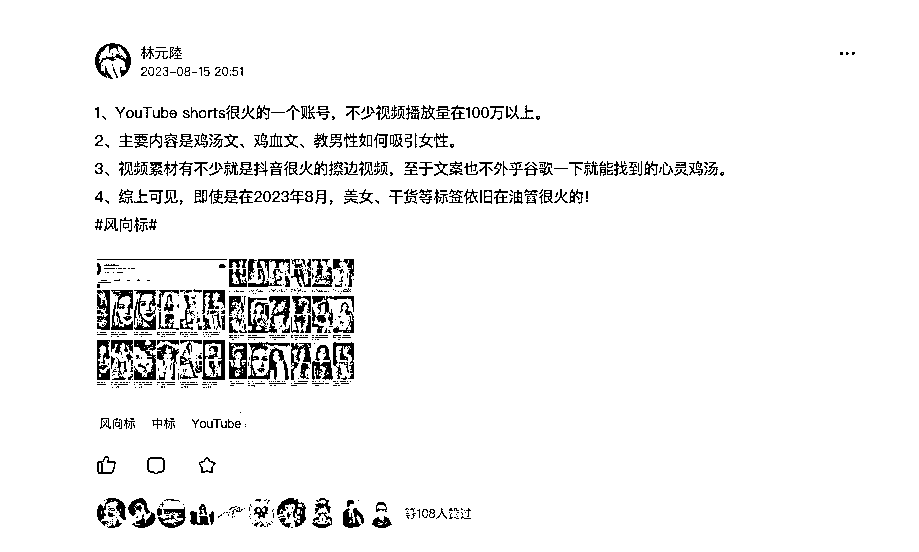 林元陸
2023-08-15 20:51
1、YouTube shorts很火的一个账号，不少视频播放量在100万以上。
2、主要内容是鸡汤文、鸡血文、教男性如何吸引女性。
3、视频素材有不少就是抖音很火的擦边视频，至于文案也不外乎谷歌一下就能找到的心灵鸡汤。
4、综上可见，即使是在2023年8月，美女、干货等标签依旧在油管很火的!
#风向标#
风向标 中标 YouTube
等108人赞过